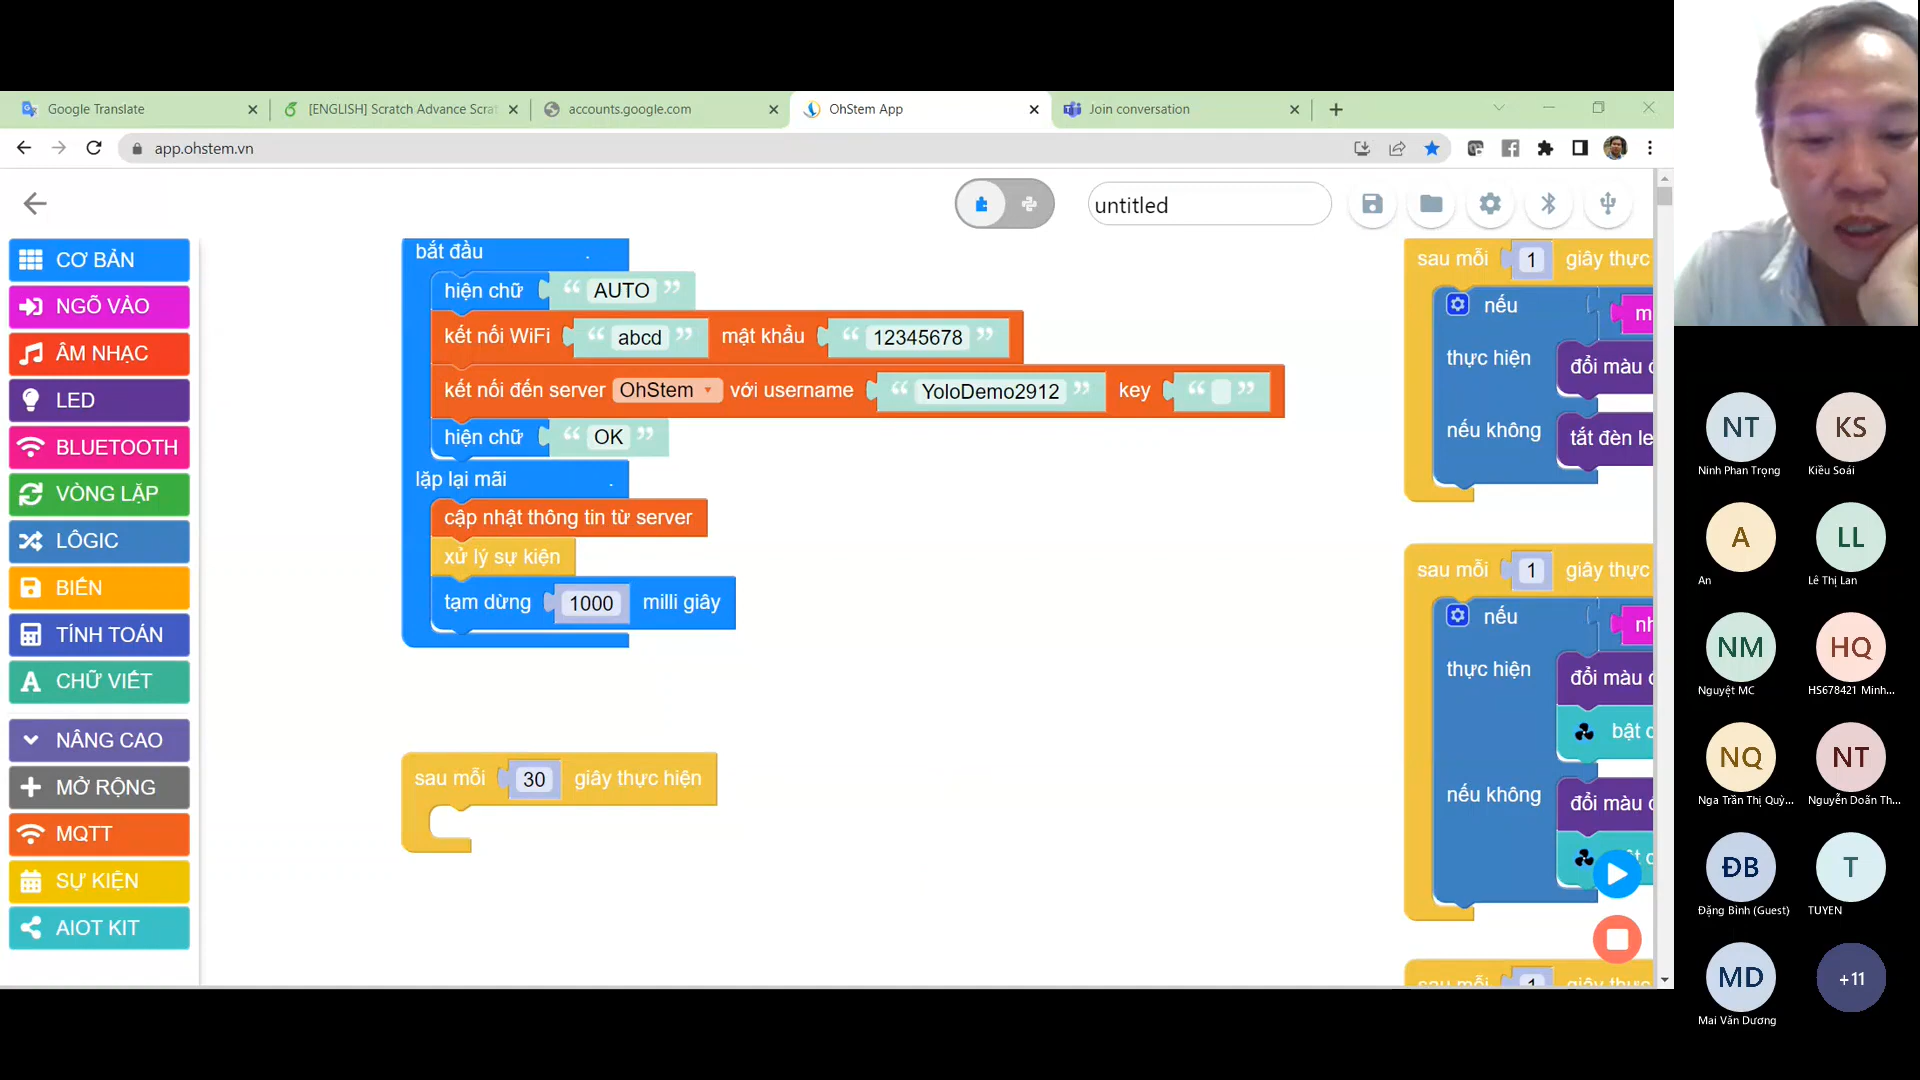 Google Translate
[ENGLISH] Scratch Advance Scrat
accounts.google.com
OhStem App
Join conversation
app.ohstem.vn
untitled
CƠ BẢN
NGÕ VÀO
ÂM NHẠC
LED
BLUETOOTH
VÒNG LẶP
LÔGIC
BIẾN
TÍNH TOÁN
CHỮ VIẾT
NÂNG CAO
MỞ RỘNG
MQTT
SỰ KIỆN
AIOT KIT
bắt đầu .
hiện chữ “ AUTO ”
kết nối WiFi “ abcd ” mật khẩu “ 12345678 ”
kết nối đến server OhStem với username “ YoloDemo2912 ” key “ ”
hiện chữ “ OK ”
lặp lại mãi .
cập nhật thông tin từ server
xử lý sự kiện
tạm dừng 1000 milli giây
sau mỗi 30 giây thực hiện
sau mỗi 1 giây thực
nếu m
thực hiện đổi màu
nếu không tắt đèn le
sau mỗi 1 giây thực
nếu nh
thực hiện đổi màu
bật
nếu không đổi màu
sau mỗi 1 giây thực
NT
Ninh Phan Trọng
KS
Kiều Soái
A
An
LL
Lê Thị Lan
NM
Nguyệt MC
HQ
HS678421 Minh...
NQ
Nga Trần Thị Quỳ...
NT
Nguyễn Doãn Th...
ĐB
Đặng Bình (Guest)
T
TUYEN
MD
Mai Văn Dương
+11